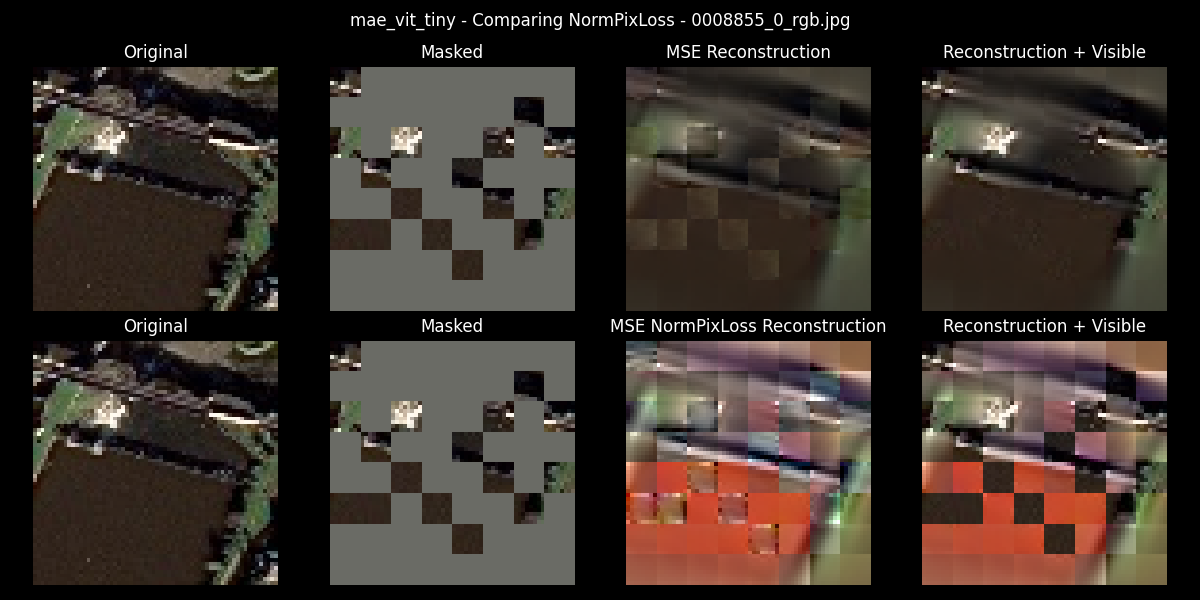 mae_vit_tiny - Comparing NormPixLoss - 0008855_0_rgb.jpg
Original
Masked
MSE Reconstruction
Reconstruction + Visible
Original
Masked
MSE NormPixLoss Reconstruction
Reconstruction + Visible